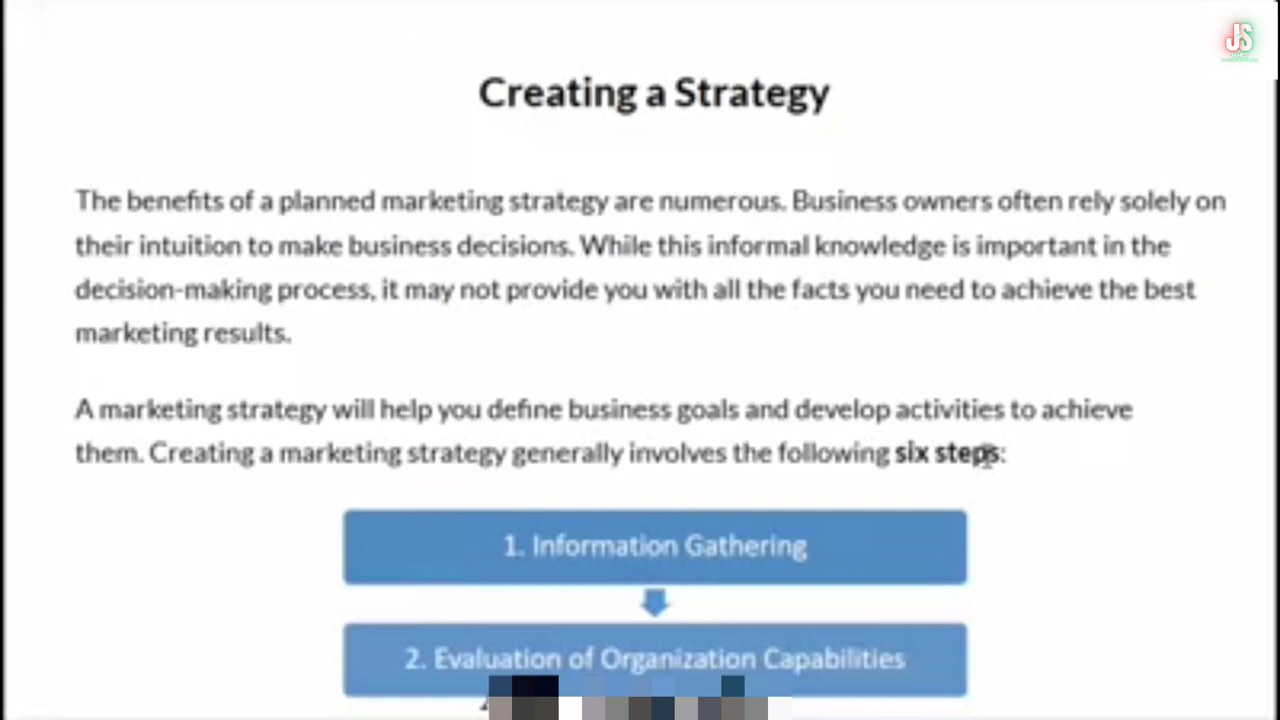 JS
Creating a Strategy
The benefits of a planned marketing strategy are numerous. Business owners often rely solely on
their intuition to make business decisions. While this informal knowledge is important in the
decision-making process, it may not provide you with all the facts you need to achieve the best
marketing results.
A marketing strategy will help you define business goals and develop activities to achieve
them. Creating a marketing strategy generally involves the following six steps:
1. Information Gathering
2. Evaluation of Organization Capabilities